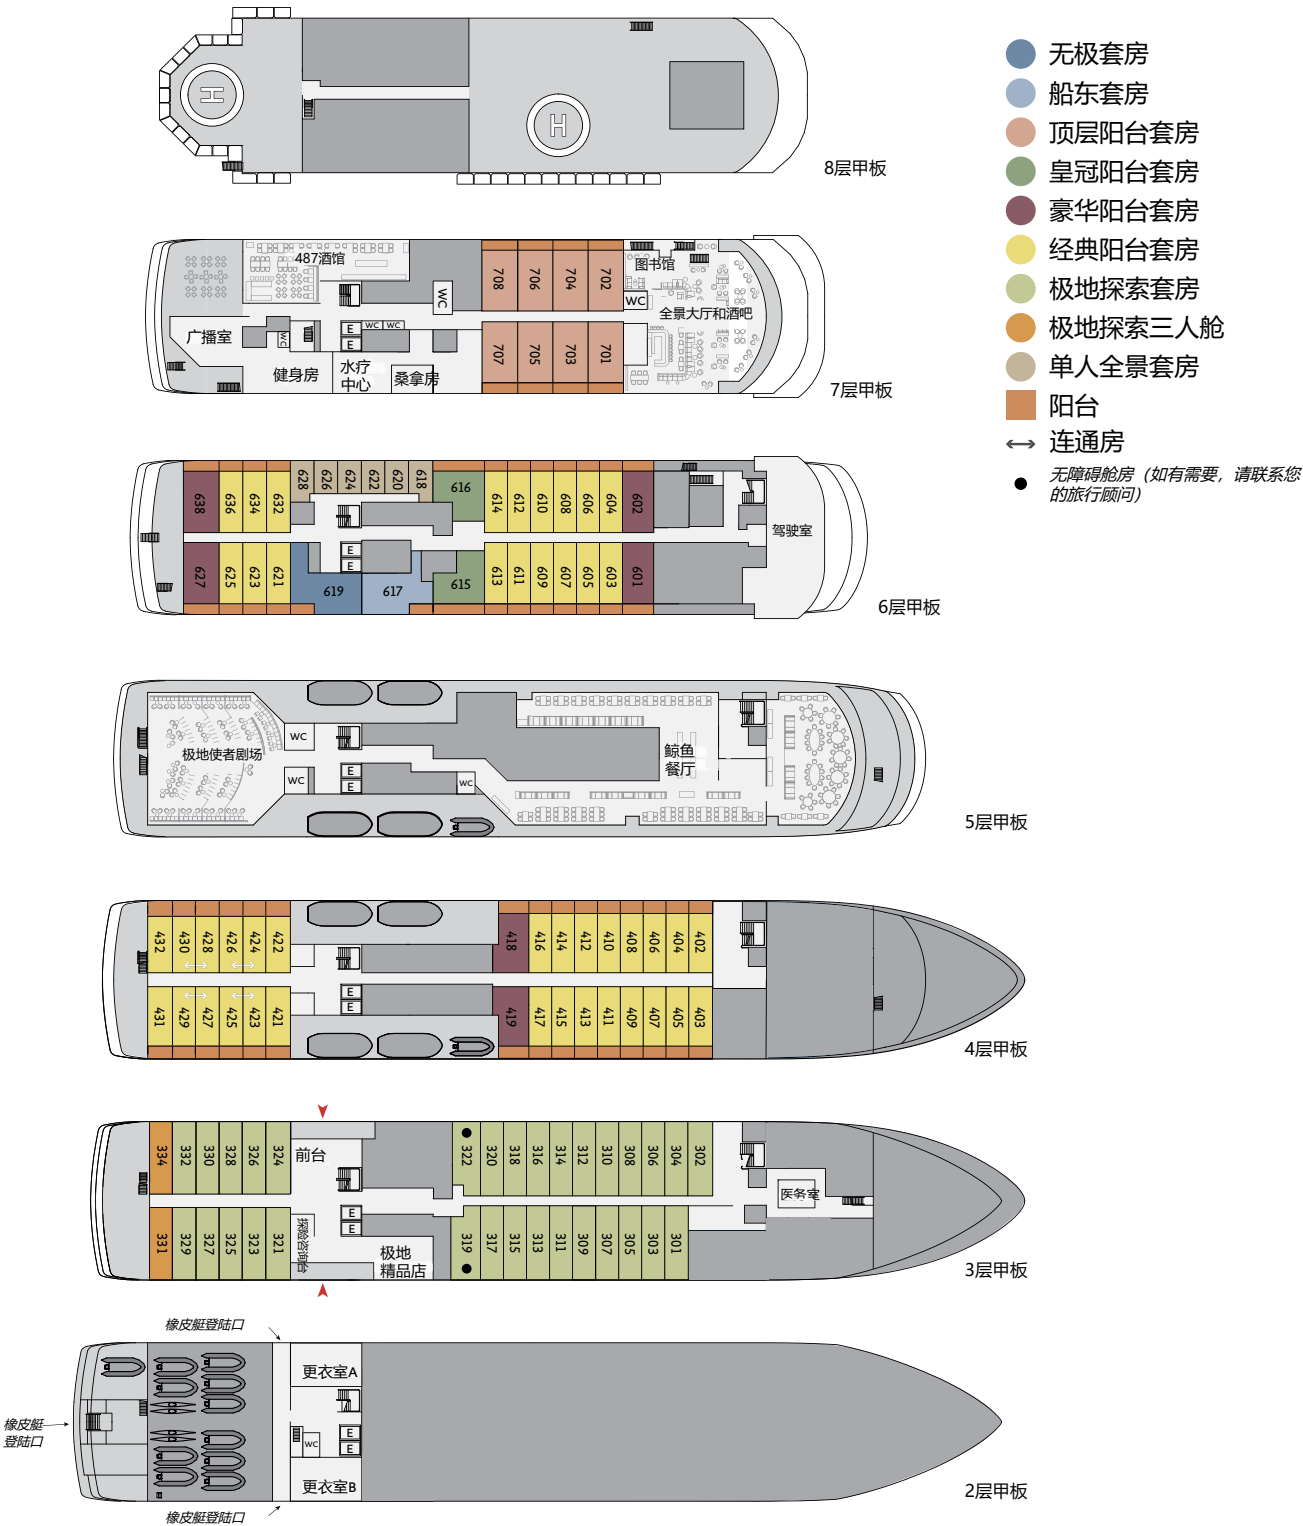 无极套房
船东套房
顶层阳台套房
皇冠阳台套房
豪华阳台套房
经典阳台套房
极地探索套房
极地探索三人舱
单人全景套房
阳台
连通房
无障碍舱房（如有需要，请联系您
的旅行顾问）
H
H
8层甲板
487酒馆
708 706 704 702
图书馆
WC
WC
全景大厅和酒吧
广播室
WC
E
E
WC WC
健身房
水疗
中心
桑拿房
707 705 703 701
7层甲板
638 636 634 632 628 626 624 622 620 618 616 614 612 610 608 606 604 602
驾驶室
E
E
627 625 623 621 619 617 615 613 611 609 607 605 603 601
6层甲板
极地使者剧场
WC
WC
E
E
WC
鲸鱼
餐厅
5层甲板
432 430 428 426 424 422 418 416 414 412 410 408 406 404 402
E
E
431 429 427 425 423 421 419 417 415 413 411 409 407 405 403
4层甲板
334 332 330 328 326 324
前台
322 320 318 316 314 312 310 308 306 304 302
医务室
E
E
331 329 327 325 323 321
探险咨询台
极地
精品店
319 317 315 313 311 309 307 305 303 301
3层甲板
橡皮艇登陆口
更衣室A
橡皮艇
登陆口
WC
E
E
更衣室B
2层甲板
橡皮艇登陆口